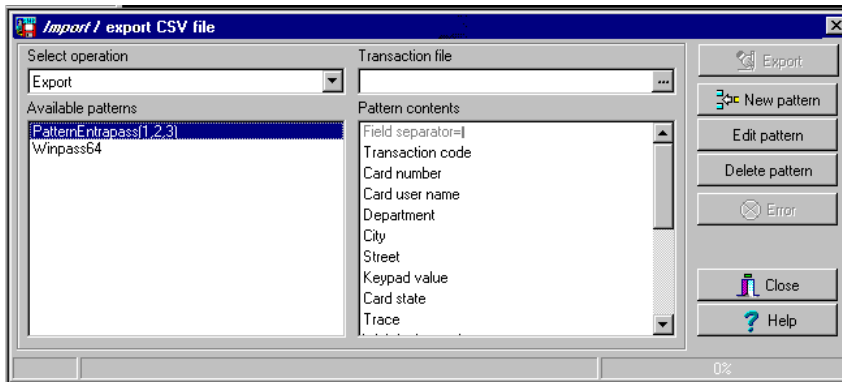 Import / export CSV file
Select operation
Export
Available patterns
PatternEntrapass(1,2,3)
Winpass64
Transaction file
...
Pattern contents
Field separator=|
Transaction code
Card number
Card user name
Department
City
Street
Keypad value
Card state
Trace
Export
New pattern
Edit pattern
Delete pattern
Error
Close
Help
0%